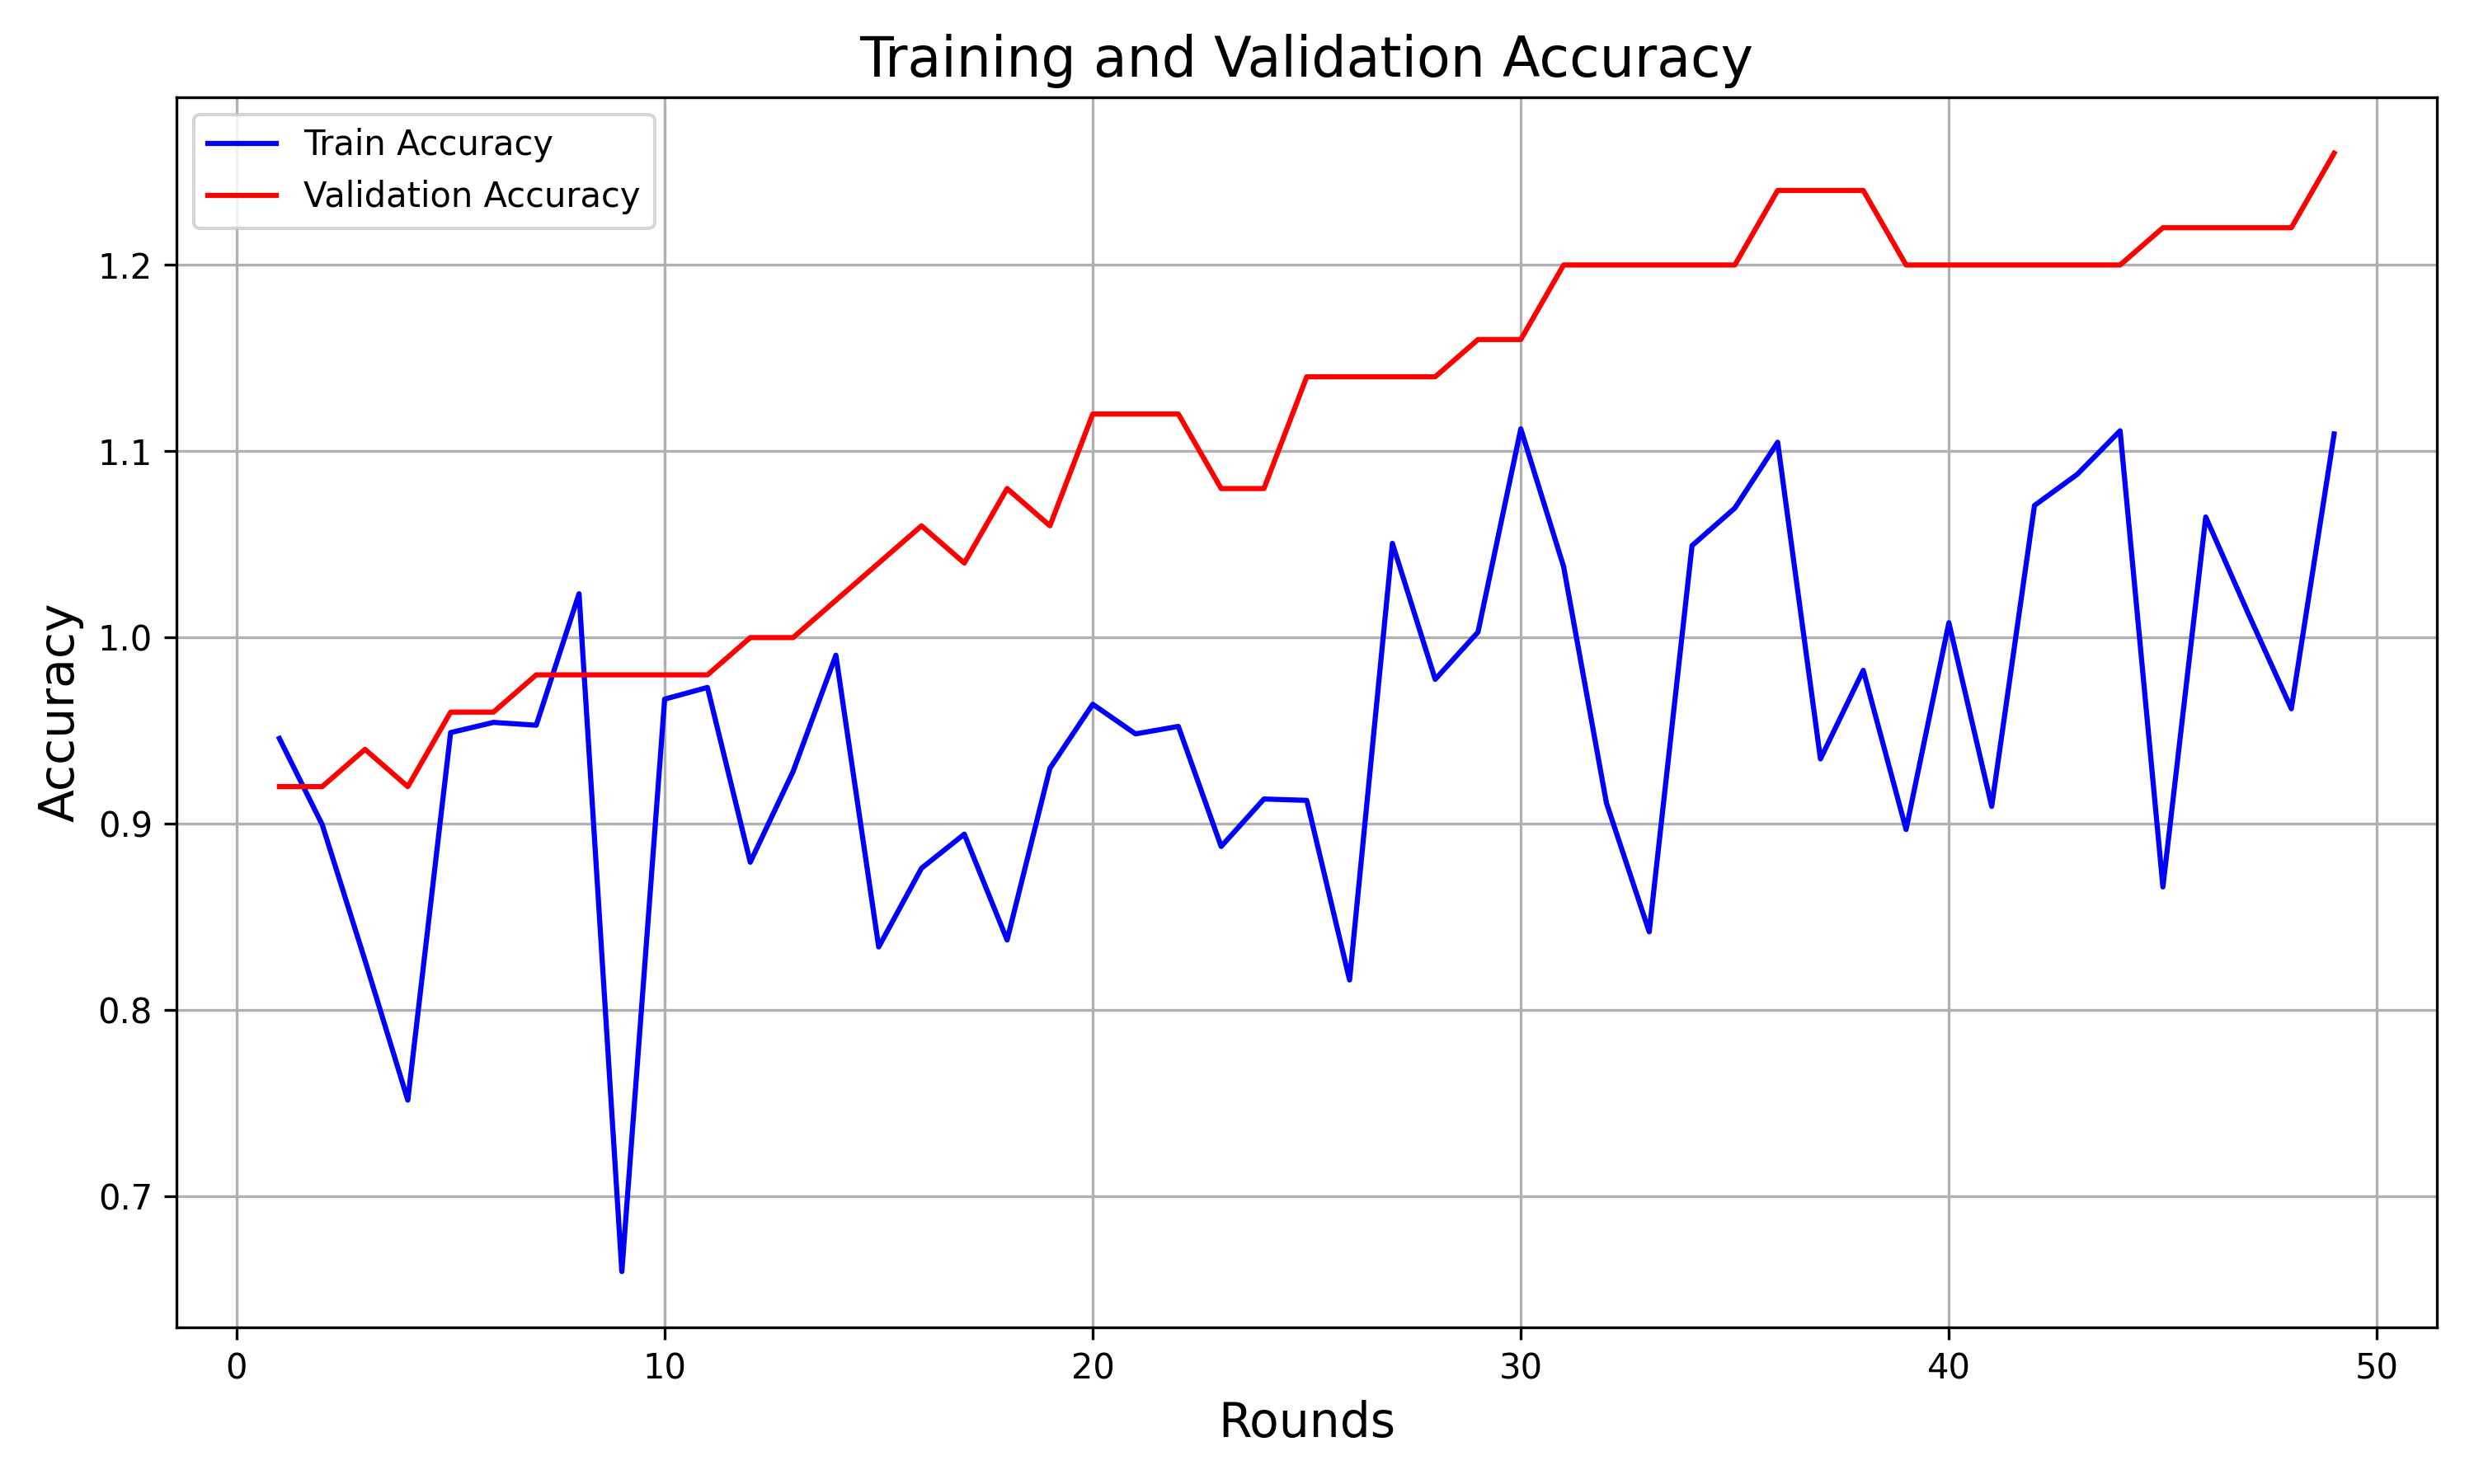 Training and Validation Accuracy
Train Accuracy
Validation Accuracy
Accuracy
1.2
1.1
1.0
0.9
0.8
0.7
0 10 20 30 40 50
Rounds